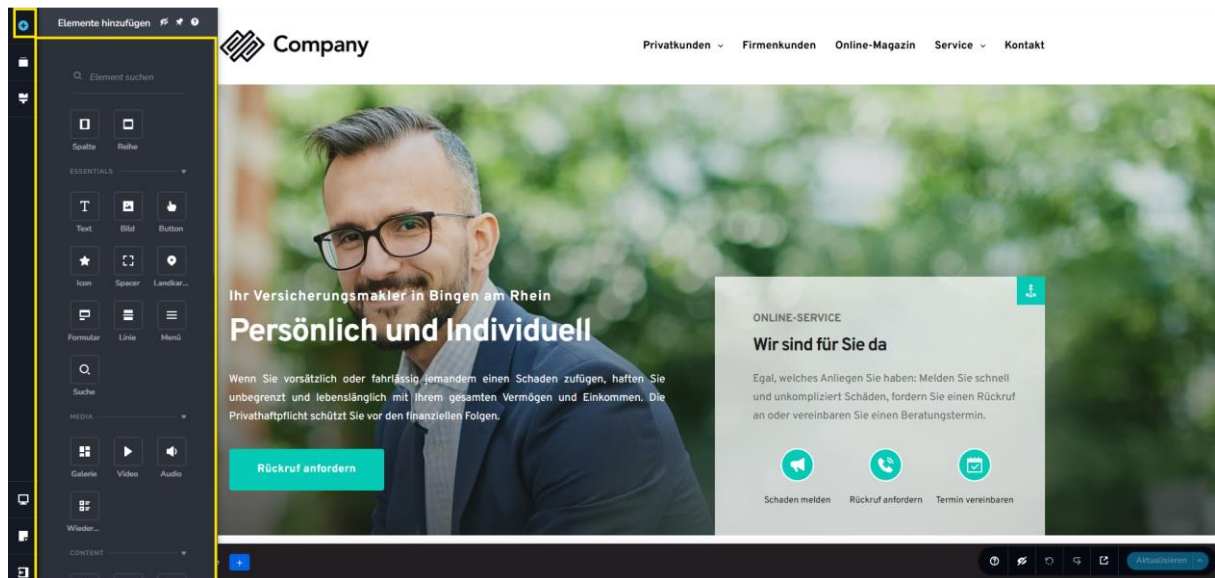 Elemente hinzufügen
Company
Privatkunden
Firmenkunden
Online-Magazin
Service
Kontakt
Element suchen
Spalte
Reihe
ESSENTIALS
Text
Bild
Button
Icon
Spacer
Landkar...
Formular
Linie
Menü
Suche
MEDIA
Galerie
Video
Audio
Wieder...
CONTENT
Ihr Versicherungsmakler in Bingen am Rhein
Persönlich und Individuell
Wenn Sie vorsätzlich oder fahrlässig jemandem einen Schaden zufügen, haften Sie
unbegrenzt und lebenslänglich mit Ihrem gesamten Vermögen und Einkommen. Die
Privathaftpflicht schützt Sie vor den finanziellen Folgen.
Rückruf anfordern
ONLINE-SERVICE
Wir sind für Sie da
Egal, welches Anliegen Sie haben: Melden Sie schnell
und unkompliziert Schäden, fordern Sie einen Rückruf
an oder vereinbaren Sie einen Beratungstermin.
Schaden melden
Rückruf anfordern
Termin vereinbaren
Aktualisieren